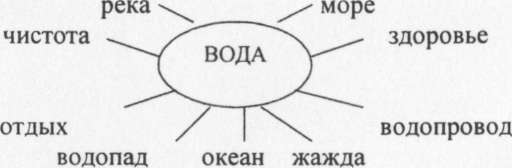 река море
чистота ВОДА здоровье
отдых водопровод
водопад океан жажда